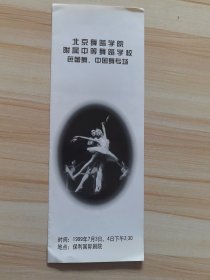 北京舞蹈学院
附属中等舞蹈学校
芭蕾舞、中国舞专场
时间：1999年7月3日、4日下午2:30
地点：保利国际剧院